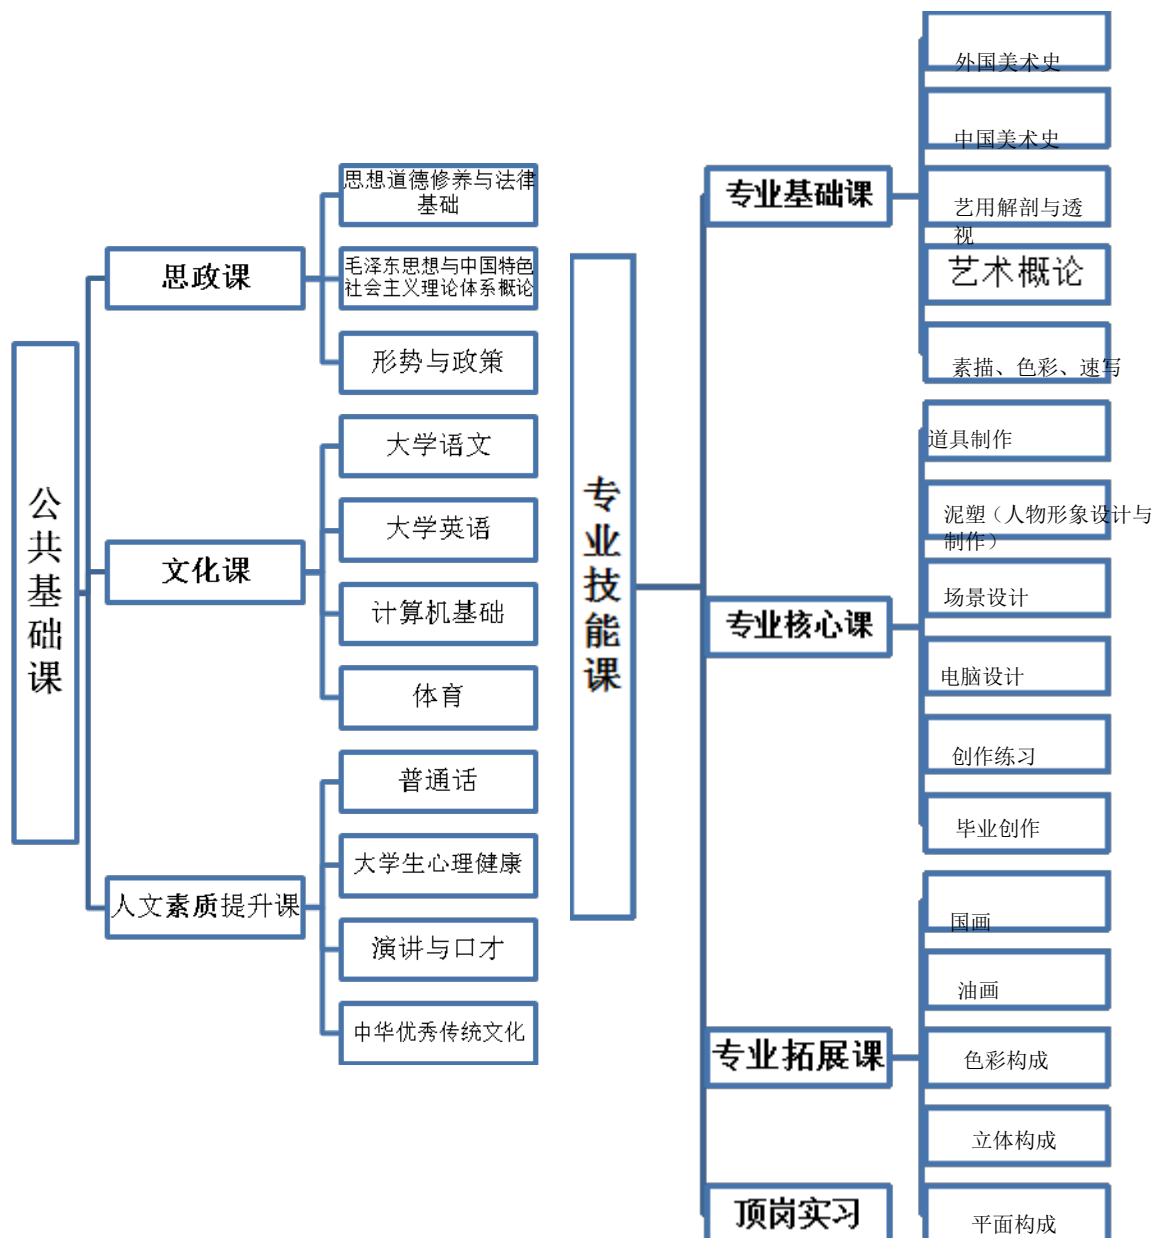 公共基础课
思政课
思想道德修养与法律
基础
毛泽东思想与中国特色
社会主义理论体系概论
形势与政策
文化课
大学语文
大学英语
计算机基础
体育
人文素质提升课
普通话
大学生心理健康
演讲与口才
中华优秀传统文化
专业技能课
专业基础课
外国美术史
中国美术史
艺用解剖与透
视
艺术概论
素描、色彩、速写
专业核心课
道具制作
泥塑（人物形象设计与
制作）
场景设计
电脑设计
创作练习
毕业创作
专业拓展课
国画
油画
色彩构成
立体构成
平面构成
顶岗实习